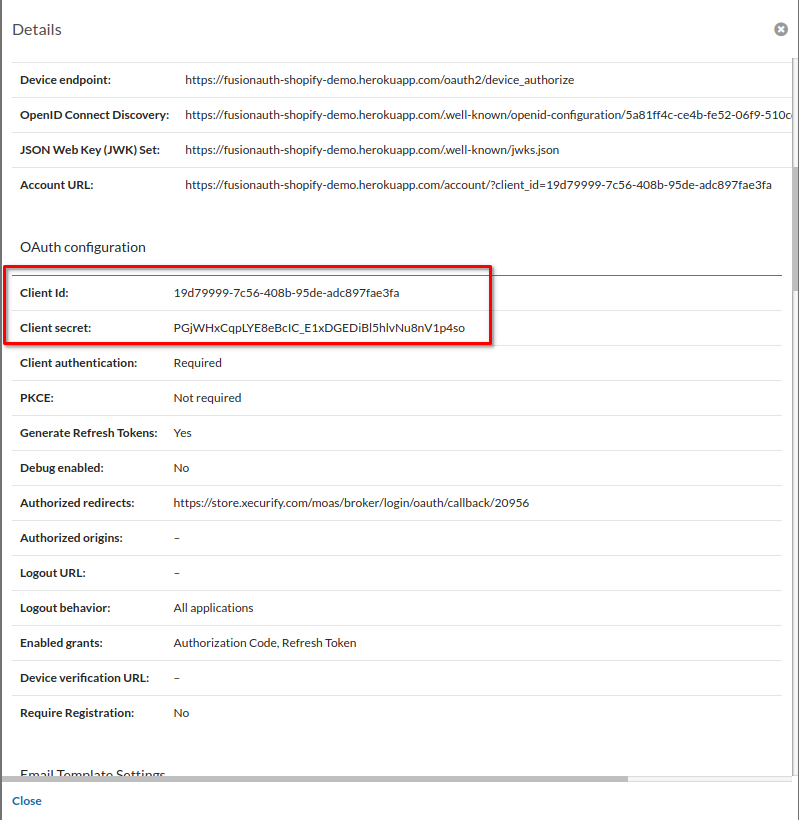 Details
Device endpoint: https://fusionauth-shopify-demo.herokuapp.com/oauth2/device_authorize
OpenID Connect Discovery: https://fusionauth-shopify-demo.herokuapp.com/.well-known/openid-configuration/5a81ff4c-ce4b-fe52-06f9-510c
JSON Web Key (JWK) Set: https://fusionauth-shopify-demo.herokuapp.com/.well-known/jwks.json
Account URL: https://fusionauth-shopify-demo.herokuapp.com/account/?client_id=19d79999-7c56-408b-95de-adc897fae3fa
OAuth configuration
Client Id: 19d79999-7c56-408b-95de-adc897fae3fa
Client secret: PGjWHxCqpLYE8eBcIC_E1xDGEDiBl5hlvNu8nV1p4so
Client authentication: Required
PKCE: Not required
Generate Refresh Tokens: Yes
Debug enabled: No
Authorized redirects: https://store.xecurify.com/moas/broker/login/oauth/callback/20956
Authorized origins: –
Logout URL: –
Logout behavior: All applications
Enabled grants: Authorization Code, Refresh Token
Device verification URL: –
Require Registration: No
Email Template Settings
Close